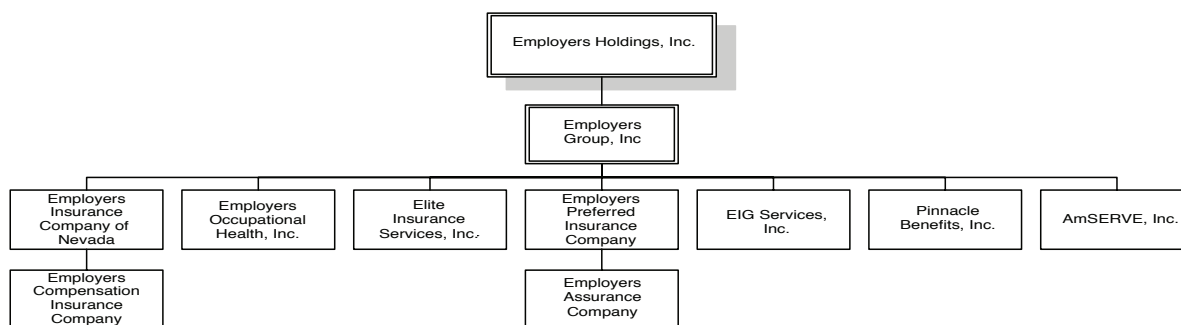 Employers Holdings, Inc.
Employers
Group, Inc
Employers
Insurance
Company of
Nevada
Employers
Occupational
Health, Inc.
Elite
Insurance
Services, Inc.
Employers
Preferred
Insurance
Company
EIG Services,
Inc.
Pinnacle
Benefits, Inc.
AmSERVE, Inc.
Employers
Compensation
Insurance
Company
Employers
Assurance
Company